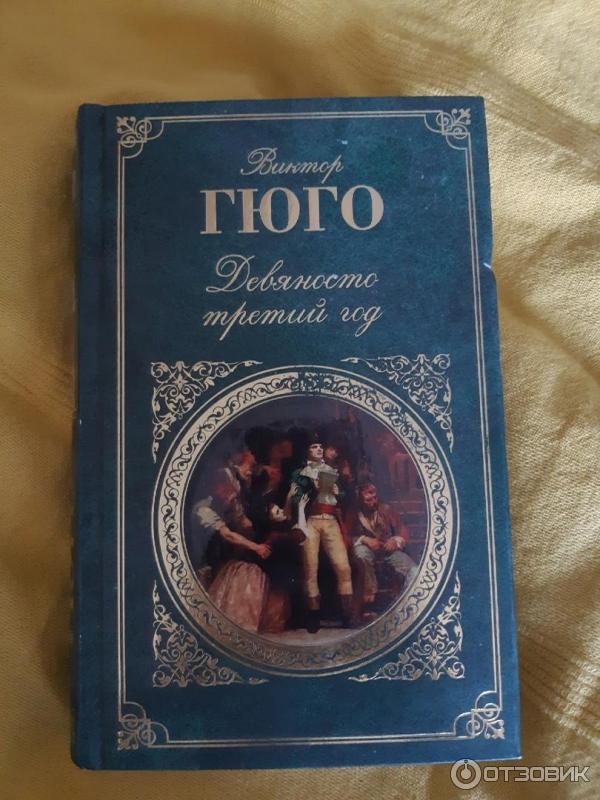 Виктор
ГЮГО
Девяносто
третий год
ОТЗОВИК